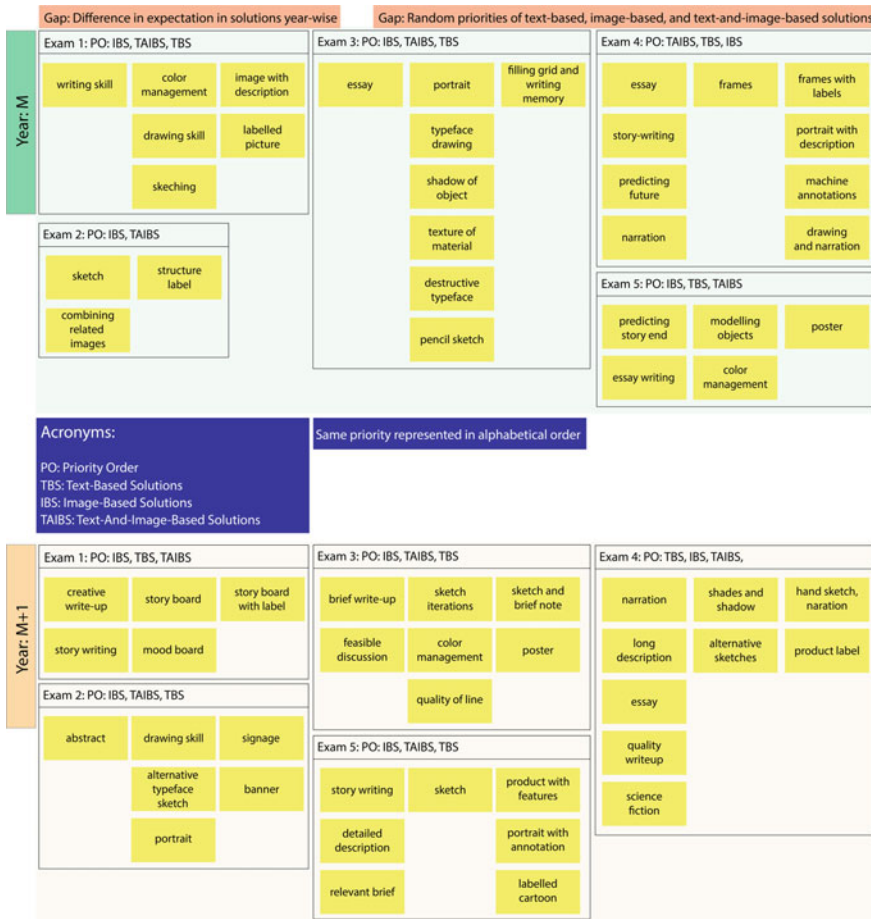 Gap: Difference in expectation in solutions year-wise
Gap: Random priorities of text-based, image-based, and text-and-image-based solutions
Year: M
Exam 1: PO: IBS, TAIBS, TBS
writing skill
color
management
image with
description
drawing skill
labelled
picture
skeching
Exam 2: PO: IBS, TAIBS
sketch
structure
label
combining
related
images
Exam 3: PO: IBS, TAIBS, TBS
essay
portrait
filling grid and
writing
memory
typeface
drawing
shadow of
object
texture of
material
destructive
typeface
pencil sketch
Exam 4: PO: TAIBS, TBS, IBS
essay
frames
frames with
labels
story-writing
portrait with
description
predicting
future
machine
annotations
narration
drawing
and narration
Exam 5: PO: IBS, TBS, TAIBS
predicting
story end
modelling
objects
poster
essay writing
color
management
Acronyms:
PO: Priority Order
TBS: Text-Based Solutions
IBS: Image-Based Solutions
TAIBS: Text-And-Image-Based Solutions
Same priority represented in alphabetical order
Year: M+1
Exam 1: PO: IBS, TBS, TAIBS
creative
write-up
story board
story board
with label
story writing
mood board
Exam 2: PO: IBS, TAIBS, TBS
abstract
drawing skill
signage
alternative
typeface
sketch
banner
portrait
Exam 3: PO: IBS, TAIBS, TBS
brief write-up
sketch
iterations
sketch and
brief note
feasible
discussion
color
management
poster
quality of line
Exam 5: PO: IBS, TAIBS, TBS
story writing
sketch
product with
features
detailed
description
portrait with
annotation
relevant brief
labelled
cartoon
Exam 4: PO: TBS, IBS, TAIBS,
narration
shades and
shadow
hand sketch,
naration
long
description
alternative
sketches
product label
essay
quality
writeup
science
fiction